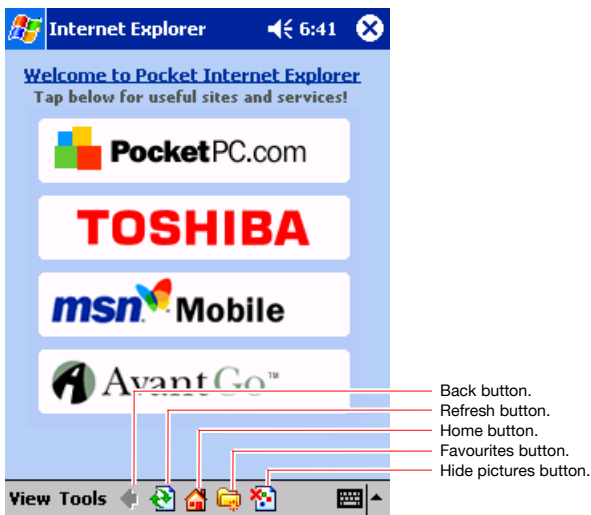 Internet Explorer 6:41
Welcome to Pocket Internet Explorer
Tap below for useful sites and services!
PocketPC.com
TOSHIBA
msn Mobile
AvantGo™
Back button.
Refresh button.
Home button.
Favourites button.
Hide pictures button.
View Tools